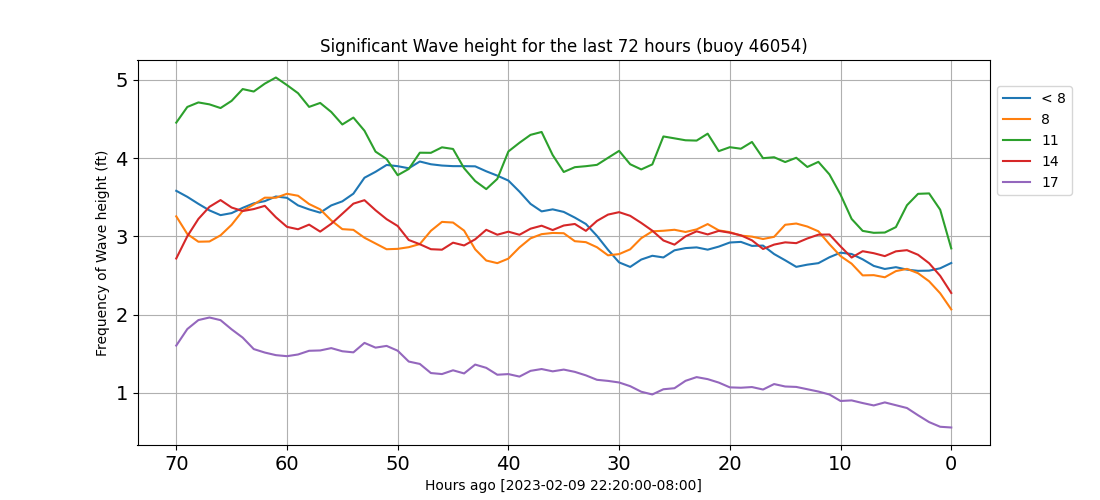 Significant Wave height for the last 72 hours (buoy 46054)
Frequency of Wave height (ft)
5
4
3
2
1
70 60 50 40 30 20 10 0
Hours ago [2023-02-09 22:20:00-08:00]
< 8
8
11
14
17